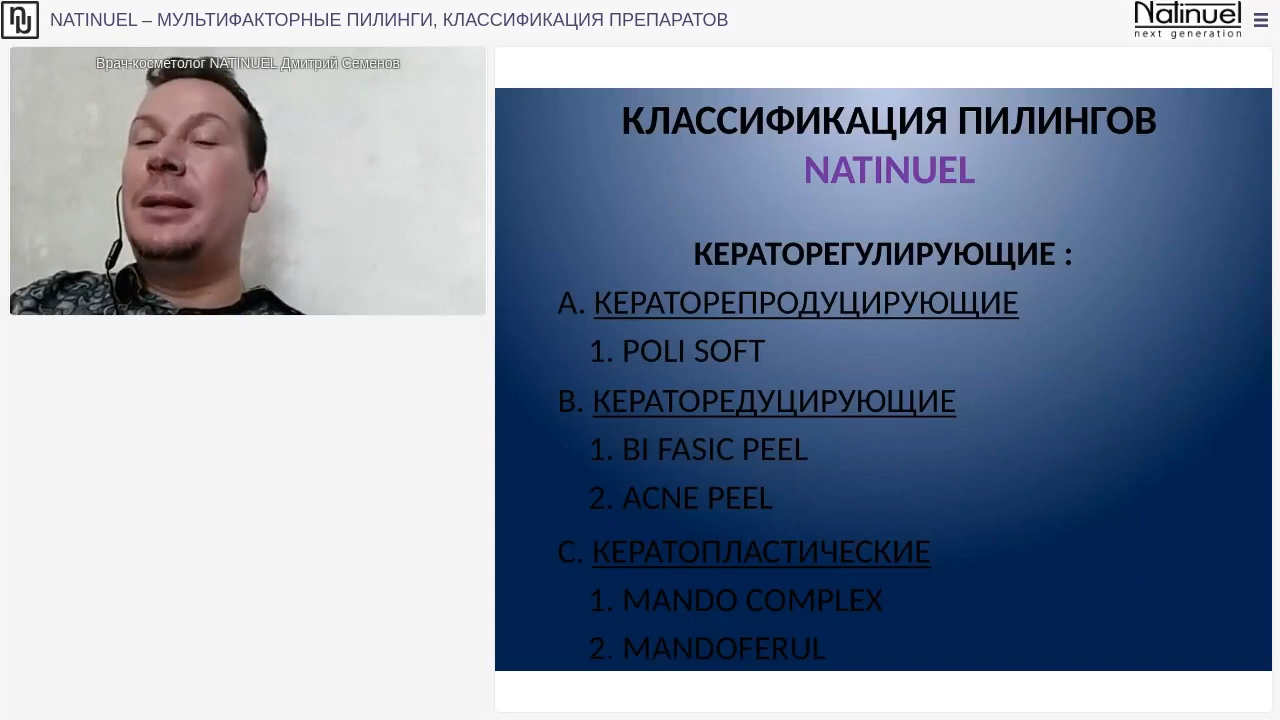 NATINUEL – МУЛЬТИФАКТОРНЫЕ ПИЛИНГИ, КЛАССИФИКАЦИЯ ПРЕПАРАТОВ
Natinuel
next generation
Врач-косметолог NATINUEL Дмитрий Семенов
КЛАССИФИКАЦИЯ ПИЛИНГОВ
NATINUEL
КЕРАТОРЕГУЛИРУЮЩИЕ :
A. КЕРАТОРЕПРОДУЦИРУЮЩИЕ
1. POLI SOFT
B. КЕРАТОРЕДУЦИРУЮЩИЕ
1. BI FASIC PEEL
2. ACNE PEEL
C. КЕРАТОПЛАСТИЧЕСКИЕ
1. MANDO COMPLEX
2. MANDOFERUL